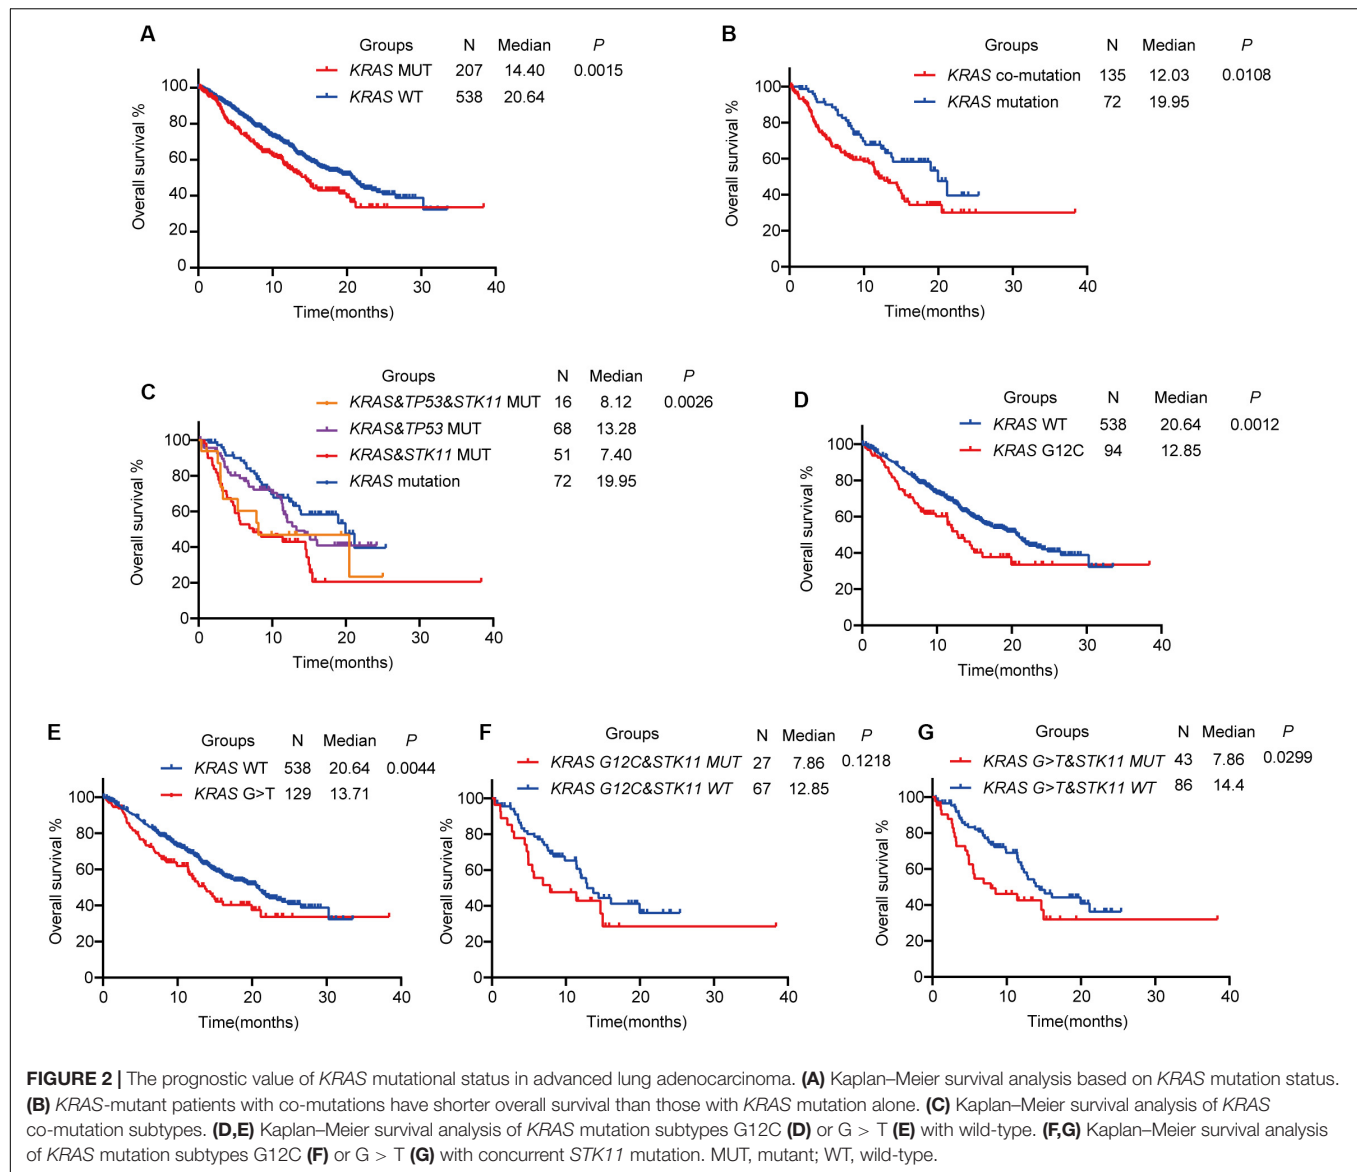 A
Groups N Median P
KRAS MUT 207 14.40 0.0015
KRAS WT 538 20.64
Overall survival %
100
80
60
40
20
0
0 10 20 30 40
Time(months)
B
Groups N Median P
KRAS co-mutation 135 12.03 0.0108
KRAS mutation 72 19.95
Overall survival %
100
80
60
40
20
0
0 10 20 30 40
Time(months)
C
Groups N Median P
KRAS&TP53&STK11 MUT 16 8.12 0.0026
KRAS&TP53 MUT 68 13.28
KRAS&STK11 MUT 51 7.40
KRAS mutation 72 19.95
Overall survival %
100
80
60
40
20
0
0 10 20 30 40
Time(months)
D
Groups N Median P
KRAS WT 538 20.64 0.0012
KRAS G12C 94 12.85
Overall survival %
100
80
60
40
20
0
0 10 20 30 40
Time(months)
E
Groups N Median P
KRAS WT 538 20.64 0.0044
KRAS G>T 129 13.71
Overall survival %
100
80
60
40
20
0
0 10 20 30 40
Time(months)
F
Groups N Median P
KRAS G12C&STK11 MUT 27 7.86 0.1218
KRAS G12C&STK11 WT 67 12.85
Overall survival %
100
80
60
40
20
0
0 10 20 30 40
Time(months)
G
Groups N Median P
KRAS G>T&STK11 MUT 43 7.86 0.0299
KRAS G>T&STK11 WT 86 14.4
Overall survival %
100
80
60
40
20
0
0 10 20 30 40
Time(months)
FIGURE 2 | The prognostic value of KRAS mutational status in advanced lung adenocarcinoma. (A) Kaplan–Meier survival analysis based on KRAS mutation status.
(B) KRAS-mutant patients with co-mutations have shorter overall survival than those with KRAS mutation alone. (C) Kaplan–Meier survival analysis of KRAS
co-mutation subtypes. (D,E) Kaplan–Meier survival analysis of KRAS mutation subtypes G12C (D) or G > T (E) with wild-type. (F,G) Kaplan–Meier survival analysis
of KRAS mutation subtypes G12C (F) or G > T (G) with concurrent STK11 mutation. MUT, mutant; WT, wild-type.